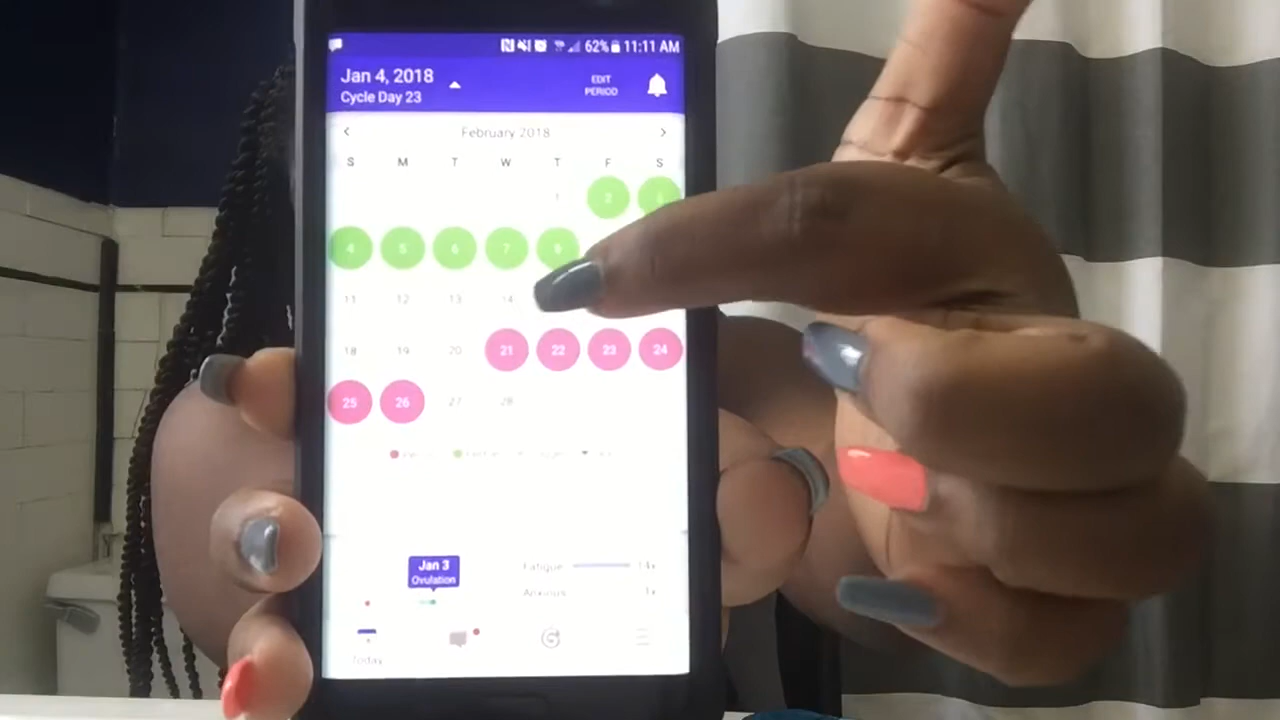 62% 11:11 AM
Jan 4, 2018
Cycle Day 23
EDIT
PERIOD
< February 2018 >
S M T W T F S
1 2 3
4 5 6 7 8
11 12 13 14
18 19 20 21 22 23 24
25 26 27 28
Jan 3
Ovulation
Fatigue 14x
Anxious 1x
Today